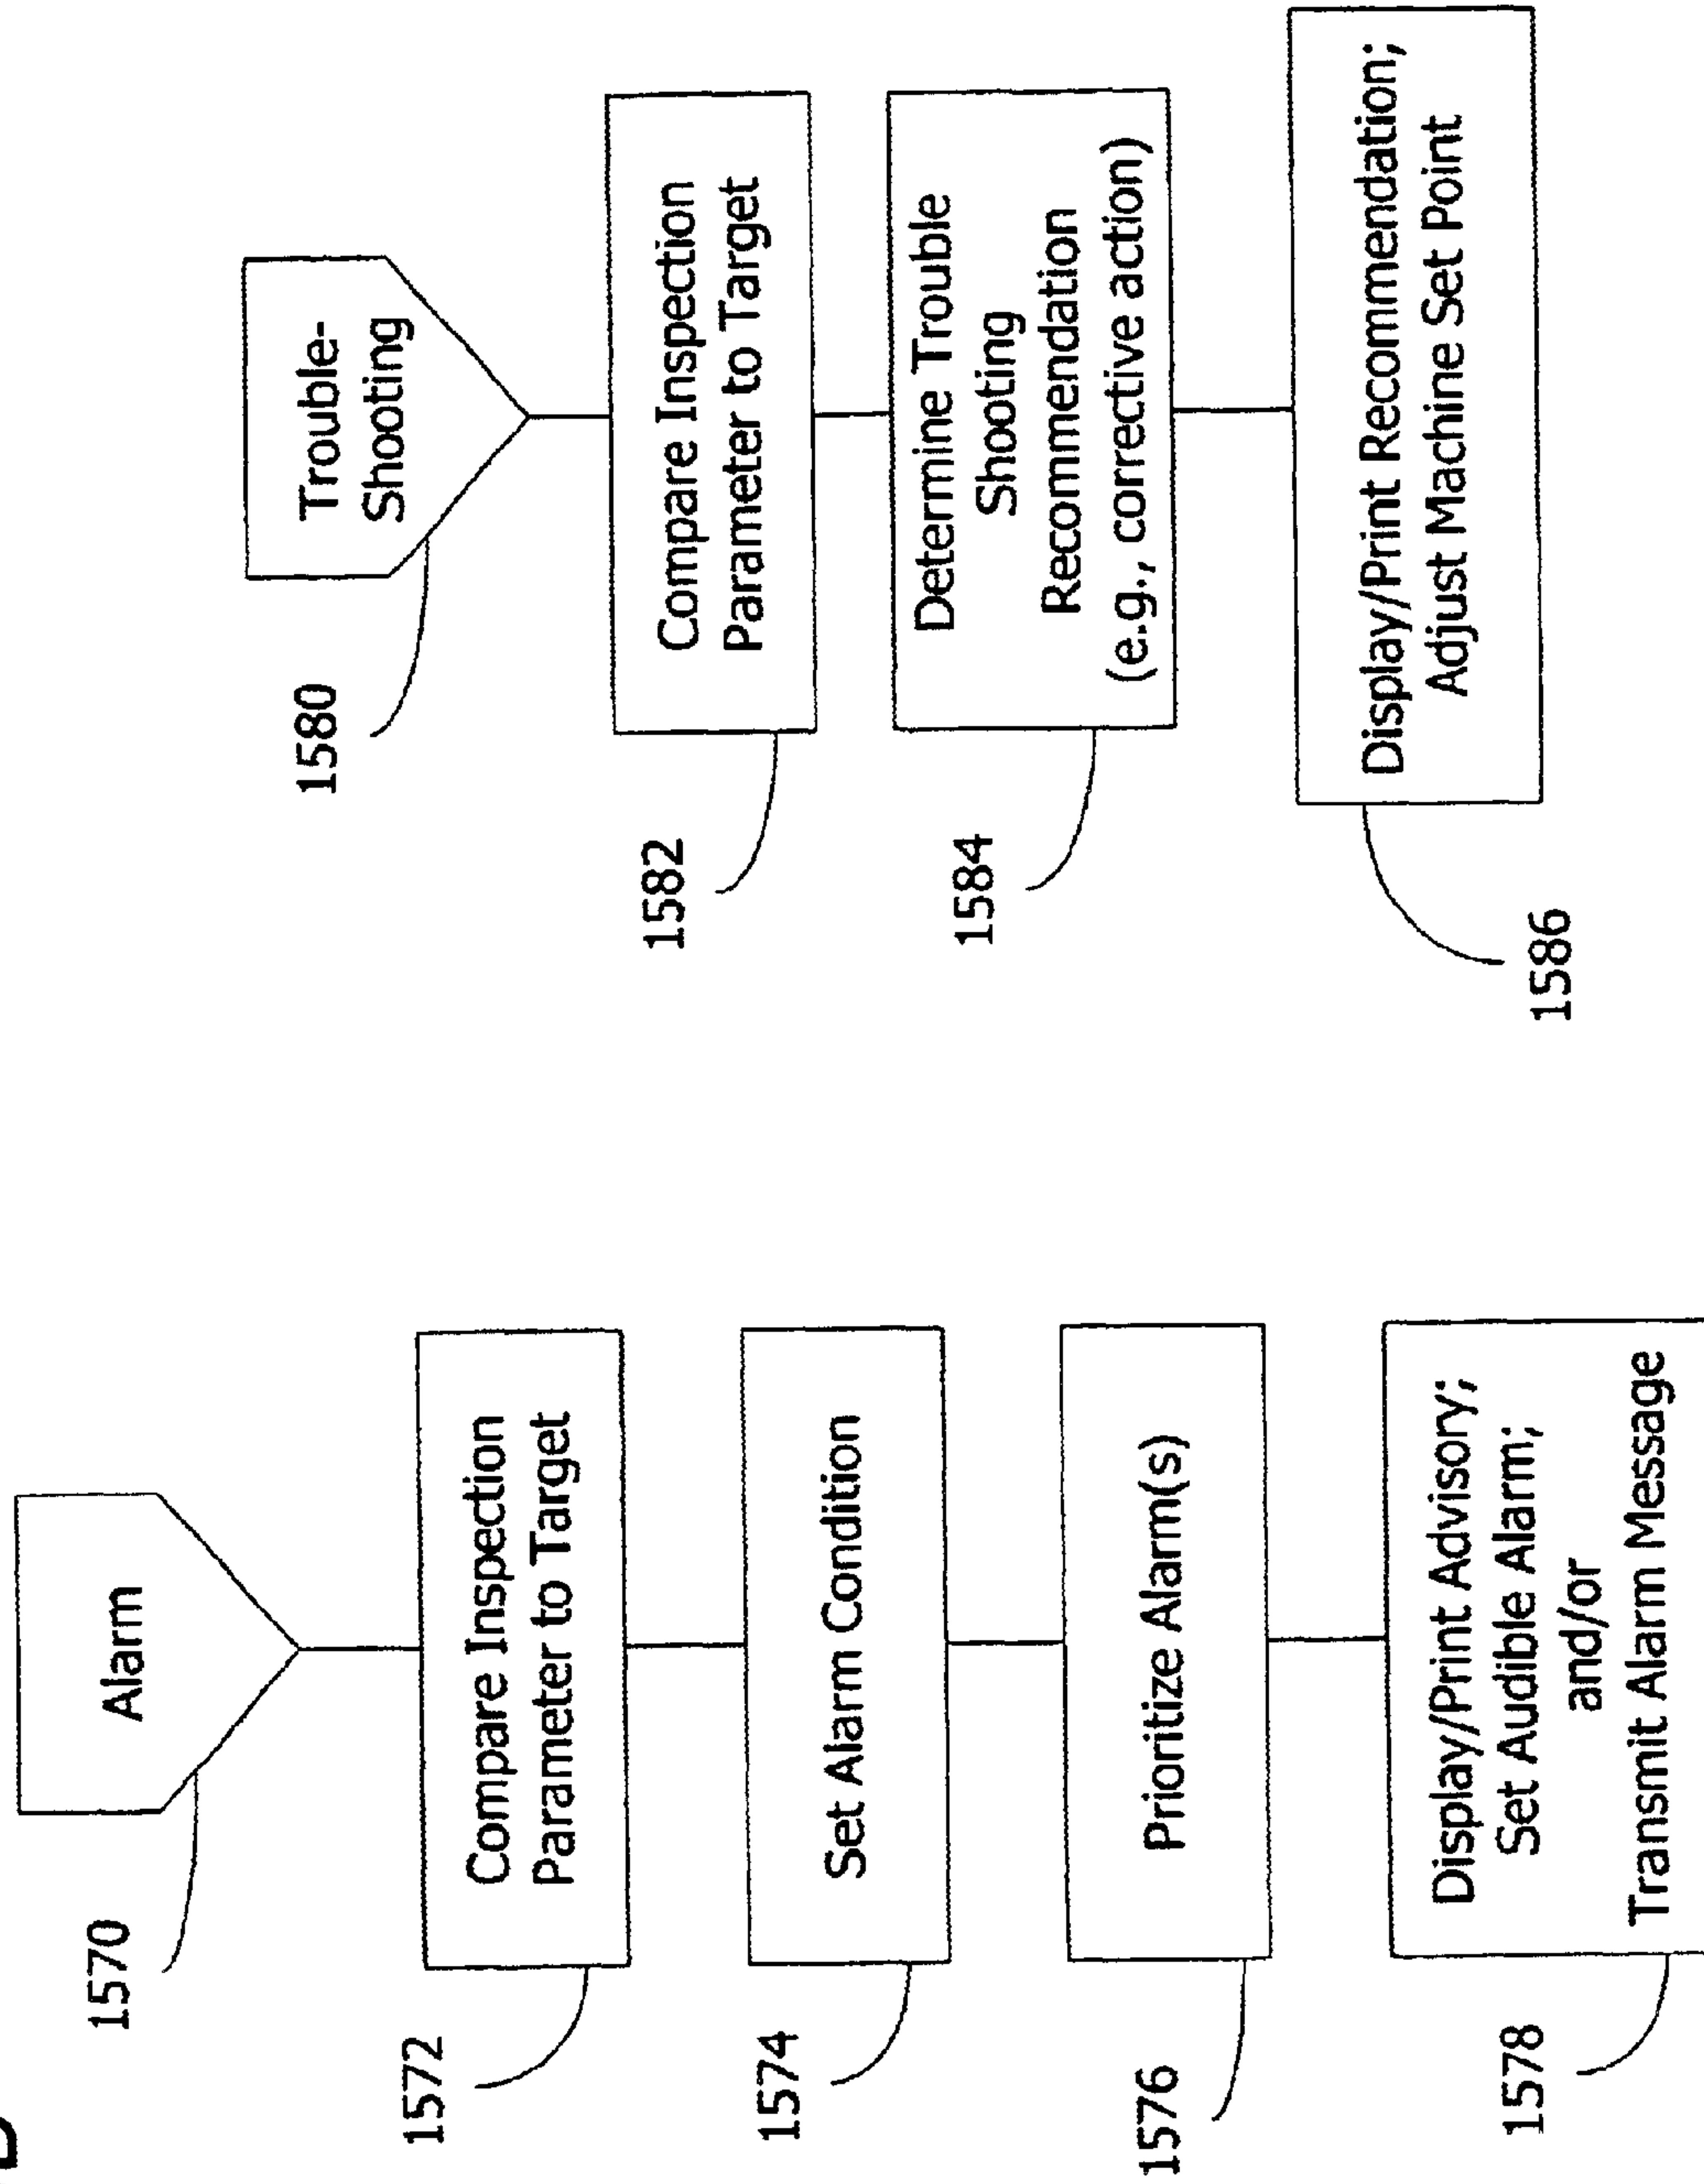 Alarm
1570
Compare Inspection
Parameter to Target
1572
Set Alarm Condition
1574
Prioritize Alarm(s)
1576
Display/Print Advisory;
Set Audible Alarm;
and/or
Transmit Alarm Message
1578
Trouble-
Shooting
1580
Compare Inspection
Parameter to Target
1582
Determine Trouble
Shooting
Recommendation
(e.g., corrective action)
1584
Display/Print Recommendation;
Adjust Machine Set Point
1586